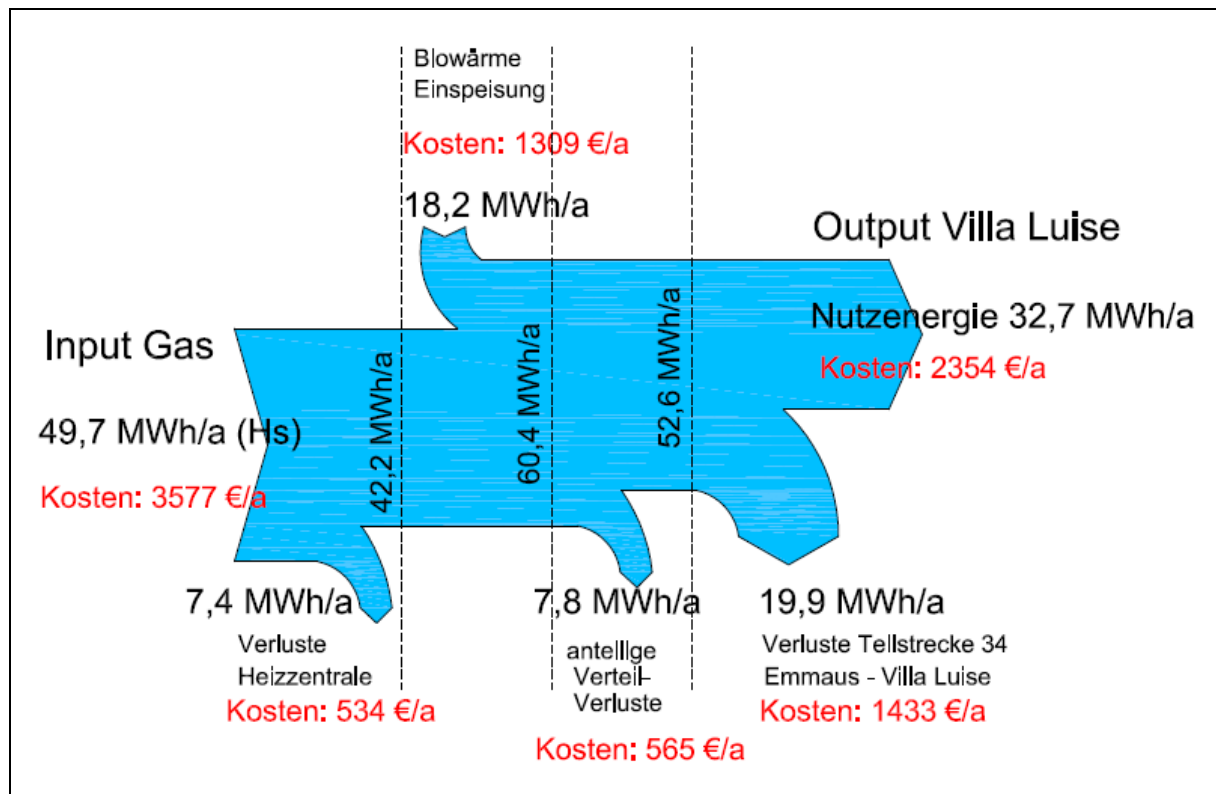 Blowärme
Einspeisung
Kosten: 1309 €/a
18,2 MWh/a
Output Villa Luise
Nutzenergie 32,7 MWh/a
Kosten: 2354 €/a
Input Gas
49,7 MWh/a (Hs)
Kosten: 3577 €/a
42,2 MWh/a
60,4 MWh/a
52,6 MWh/a
7,4 MWh/a
Verluste
Heizzentrale
Kosten: 534 €/a
7,8 MWh/a
anteilige
Verteil-
Verluste
Kosten: 565 €/a
19,9 MWh/a
Verluste Teilstrecke 34
Emmaus - Villa Luise
Kosten: 1433 €/a